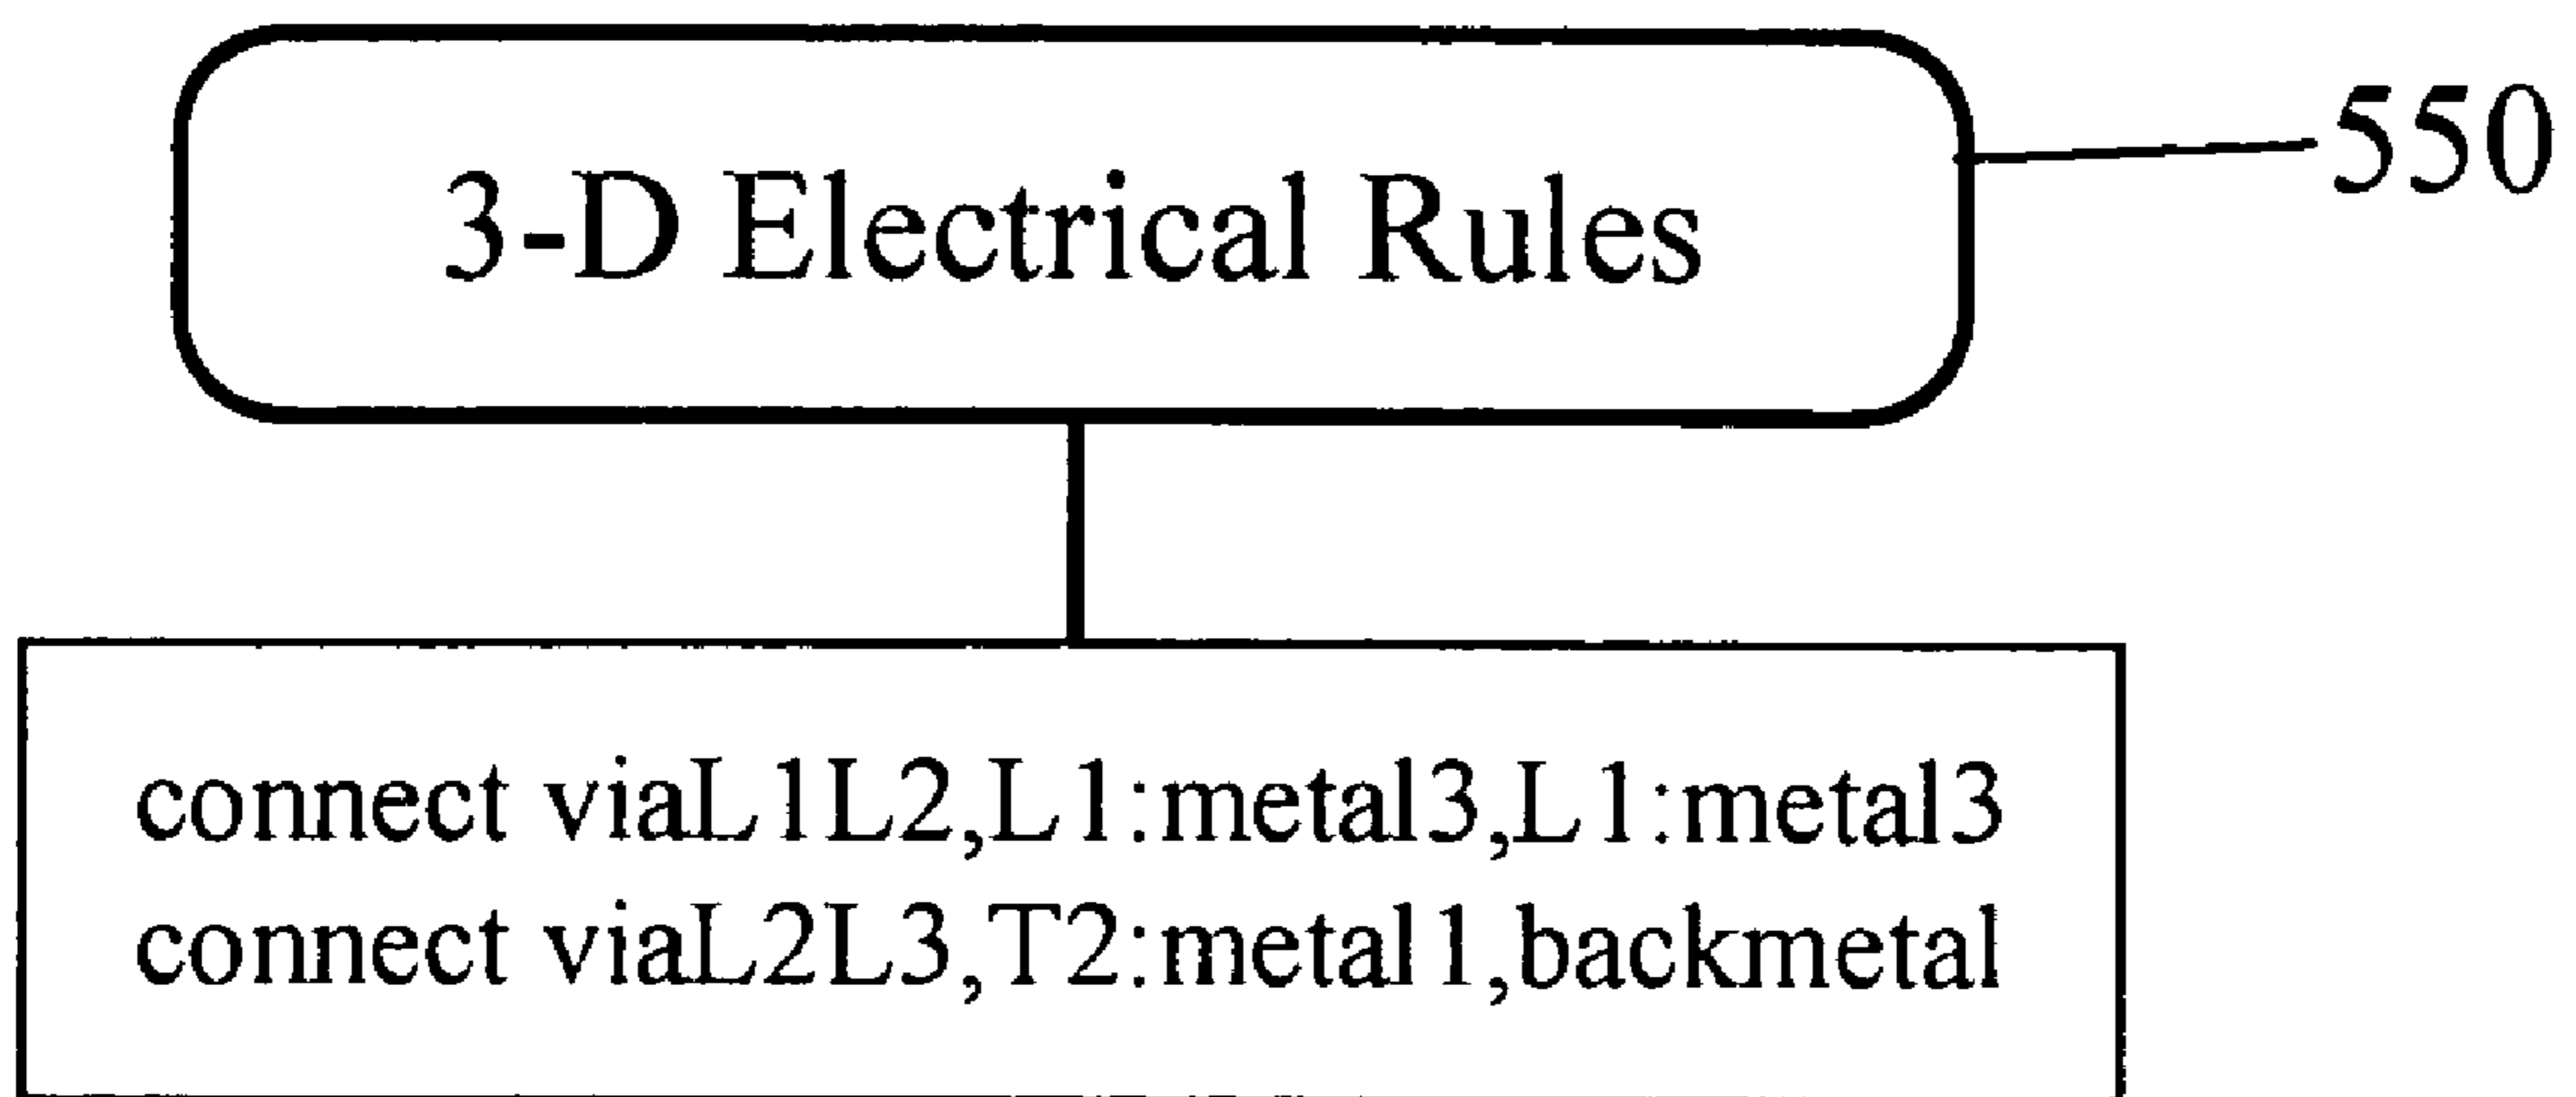 3-D Electrical Rules
550
connect viaL1L2,L1:metal3,L1:metal3
connect viaL2L3,T2:metal1,backmetal